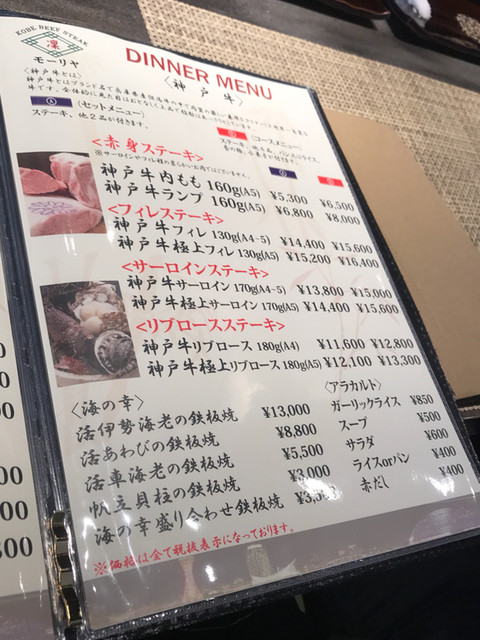 KOBE BEEF STEAK
凜
モーリヤ
DINNER MENU
〈神戸牛〉
〈神戸牛とは〉
① 〈セットメニュー〉
ステーキ、他2品が付きます。
〈コースメニュー〉
<赤身ステーキ>
神戸牛内もも 160g(A5) ¥5,300 ¥6,500
神戸牛ランプ 160g(A5) ¥6,800 ¥8,000
<フィレステーキ>
神戸牛フィレ 130g(A4-5) ¥14,400 ¥15,600
神戸牛極上フィレ 130g(A5) ¥15,200 ¥16,400
<サーロインステーキ>
神戸牛サーロイン 170g(A4-5) ¥13,800 ¥15,000
神戸牛極上サーロイン 170g(A5) ¥14,400 ¥15,600
<リブロースステーキ>
神戸牛リブロース 180g(A4) ¥11,600 ¥12,800
神戸牛極上リブロース 180g(A5) ¥12,100 ¥13,300
〈海の幸〉
活伊勢海老の鉄板焼 ¥13,000
活あわびの鉄板焼 ¥8,800
活車海老の鉄板焼 ¥5,500
帆立貝柱の鉄板焼 ¥3,000
海の幸盛り合わせ鉄板焼
〈アラカルト〉
ガーリックライス ¥850
スープ ¥500
サラダ ¥600
ライスorパン ¥400
赤だし ¥400
※価格は全て税抜表示になっております。